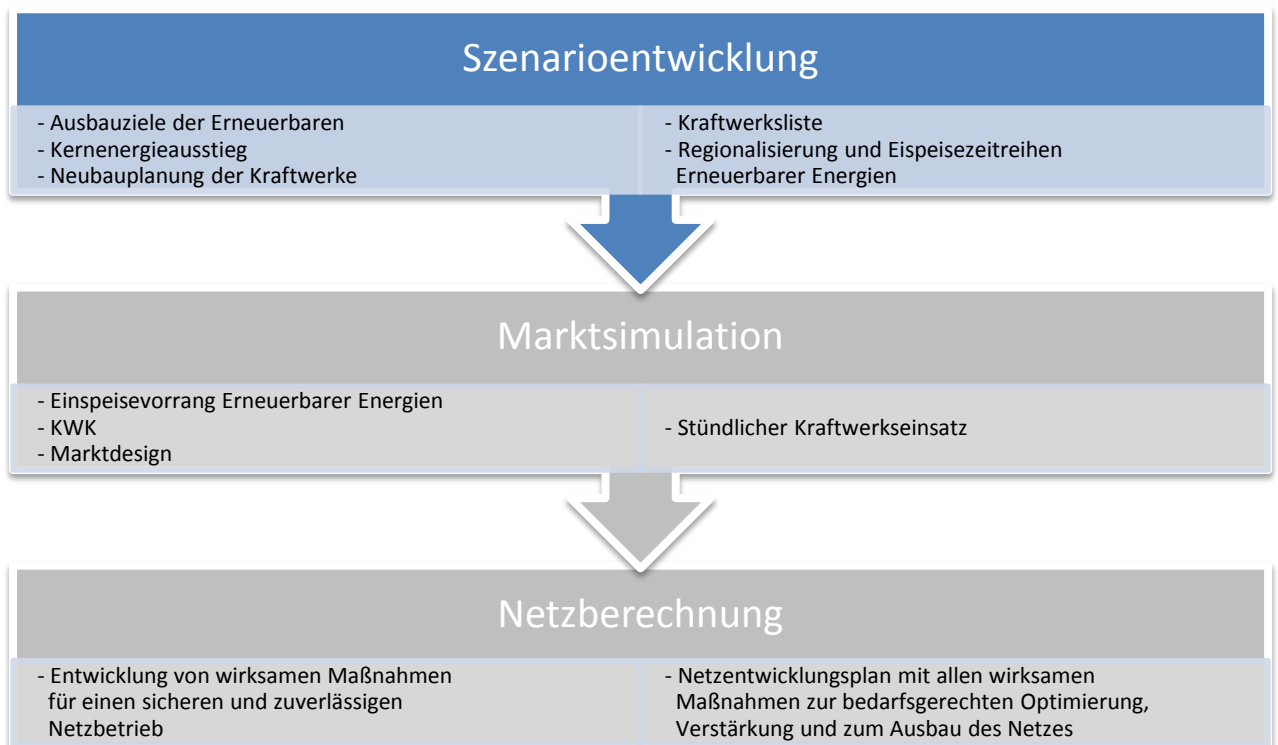 Szenarioentwicklung
- Ausbauziele der Erneuerbaren
- Kernenergieausstieg
- Neubauplanung der Kraftwerke
- Kraftwerksliste
- Regionalisierung und Eispeisezeitreihen
Erneuerbarer Energien
Marktsimulation
- Einspeisevorrang Erneuerbarer Energien
- KWK
- Marktdesign
- Stündlicher Kraftwerkseinsatz
Netzberechnung
- Entwicklung von wirksamen Maßnahmen
für einen sicheren und zuverlässigen
Netzbetrieb
- Netzentwicklungsplan mit allen wirksamen
Maßnahmen zur bedarfsgerechten Optimierung,
Verstärkung und zum Ausbau des Netzes